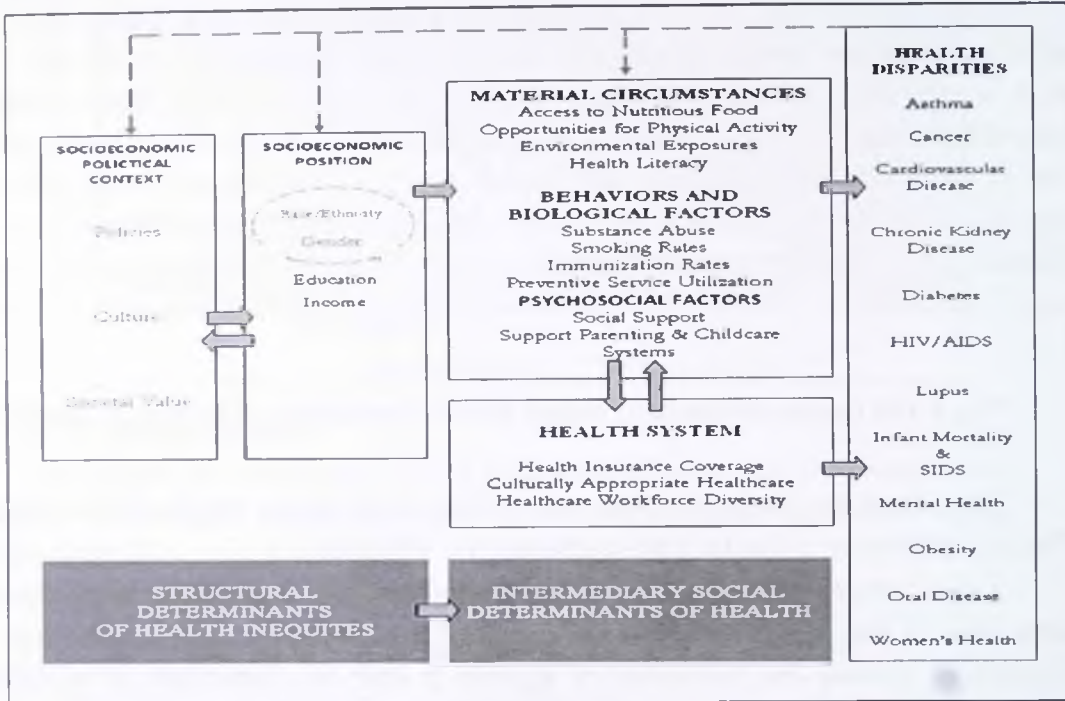 SOCIOECONOMIC
POLICTICAL
CONTEXT
Policies
Culture
Societal Value
SOCIOECONOMIC
POSITION
Race/Ethnicity
Gender
Education
Income
MATERIAL CIRCUMSTANCES
Access to Nutritious Food
Opportunities for Physical Activity
Environmental Exposures
Health Literacy
BEHAVIORS AND
BIOLOGICAL FACTORS
Substance Abuse
Smoking Rates
Immunization Rates
Preventive Service Utilization
PSYCHOSOCIAL FACTORS
Social Support
Support Parenting & Childcare
Systems
HEALTH SYSTEM
Health Insurance Coverage
Culturally Appropriate Healthcare
Healthcare Workforce Diversity
HEALTH
DISPARITIES
Asthma
Cancer
Cardiovascular
Disease
Chronic Kidney
Disease
Diabetes
HIV/AIDS
Lupus
Infant Mortality
&
SIDS
Mental Health
Obesity
Oral Disease
Women's Health
STRUCTURAL
DETERMINANTS
OF HEALTH INEQUITES
INTERMEDIARY SOCIAL
DETERMINANTS OF HEALTH